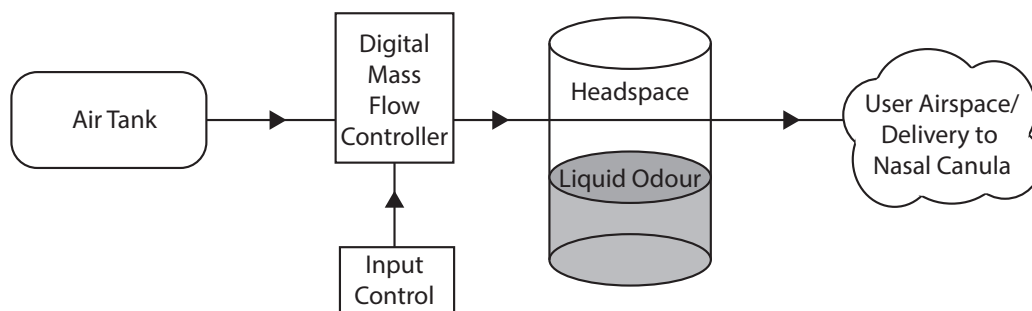 Air Tank
Digital
Mass
Flow
Controller
Input
Control
Headspace
Liquid Odour
User Airspace/
Delivery to
Nasal Canula